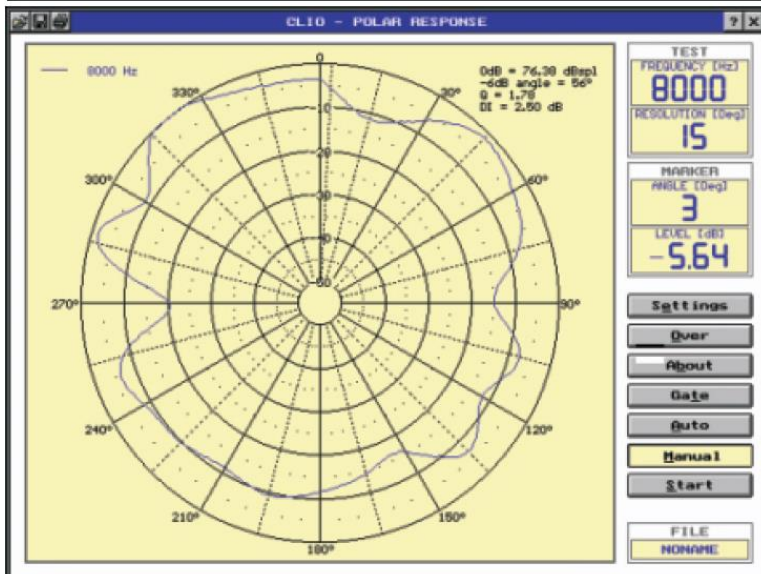 CLIO - POLAR RESPONSE
? X
8000 Hz
0dB = 76.38 dBspl
-6dB angle = 56°
Q = 1.78
DI = 2.50 dB
0
330°
30°
-10
-20
300°
60°
-30
-40
-50
270°
90°
240°
120°
210°
150°
180°
TEST
FREQUENCY [Hz]
8000
RESOLUTION [Deg]
15
MARKER
ANGLE [Deg]
3
LEVEL [dB]
-5.64
Settings
Over
About
Gate
Auto
Manual
Start
FILE
NONAME